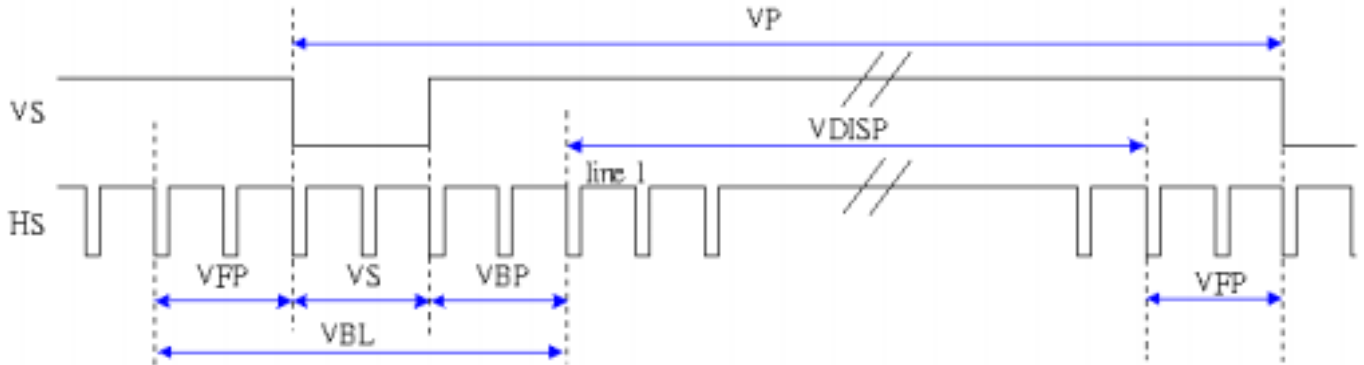 VP
VS
VDISP
line 1
HS
VFP VS VBP VFP
VBL